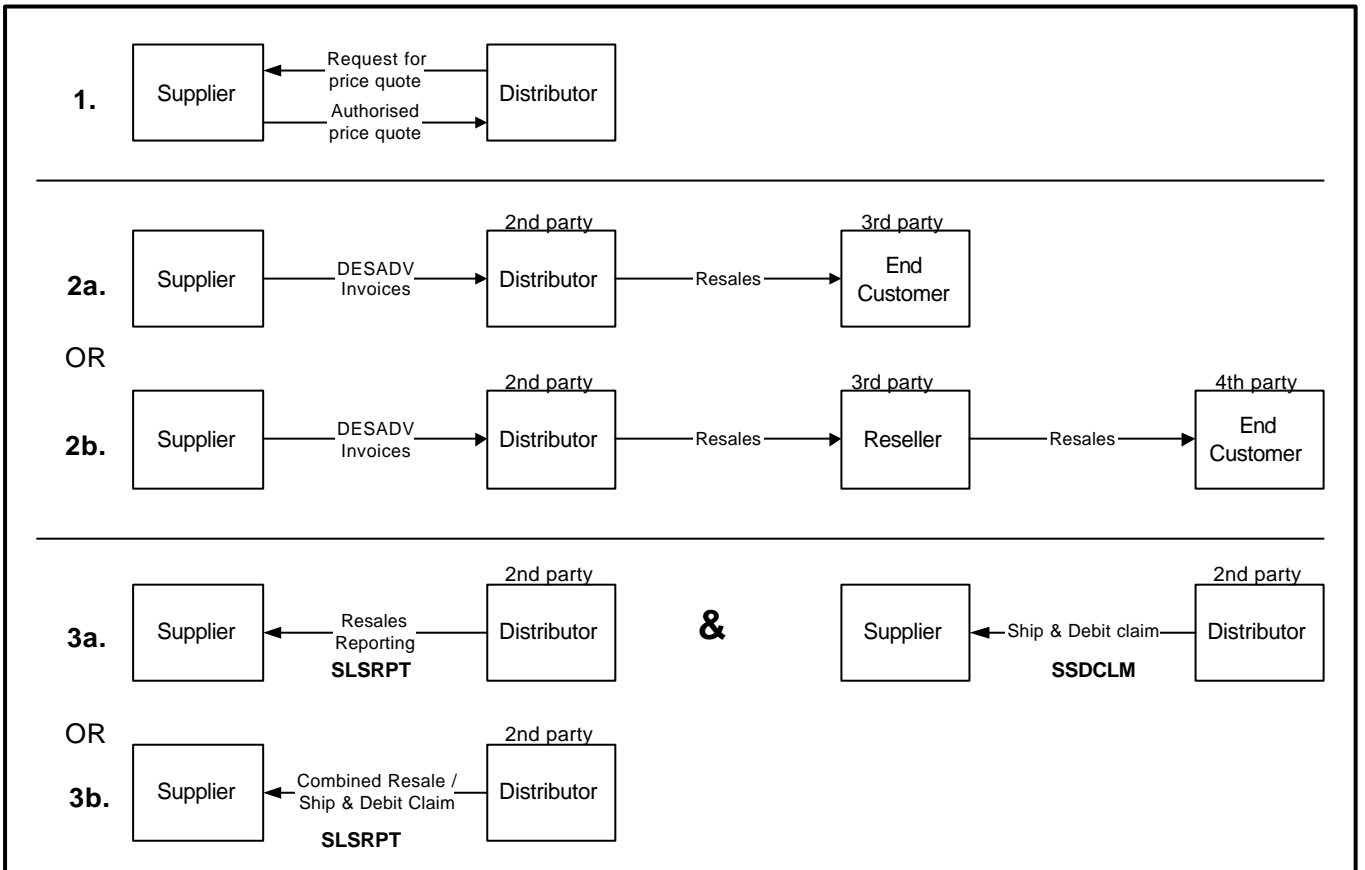 1.
Supplier
Request for
price quote
Authorised
price quote
Distributor
2a.
Supplier
DESADV
Invoices
2nd party
Distributor
Resales
3rd party
End
Customer
OR
2b.
Supplier
DESADV
Invoices
2nd party
Distributor
Resales
3rd party
Reseller
Resales
4th party
End
Customer
3a.
Supplier
Resales
Reporting
SLSRPT
2nd party
Distributor
&
Supplier
Ship & Debit claim
SSDCLM
2nd party
Distributor
OR
3b.
Supplier
Combined Resale /
Ship & Debit Claim
SLSRPT
2nd party
Distributor